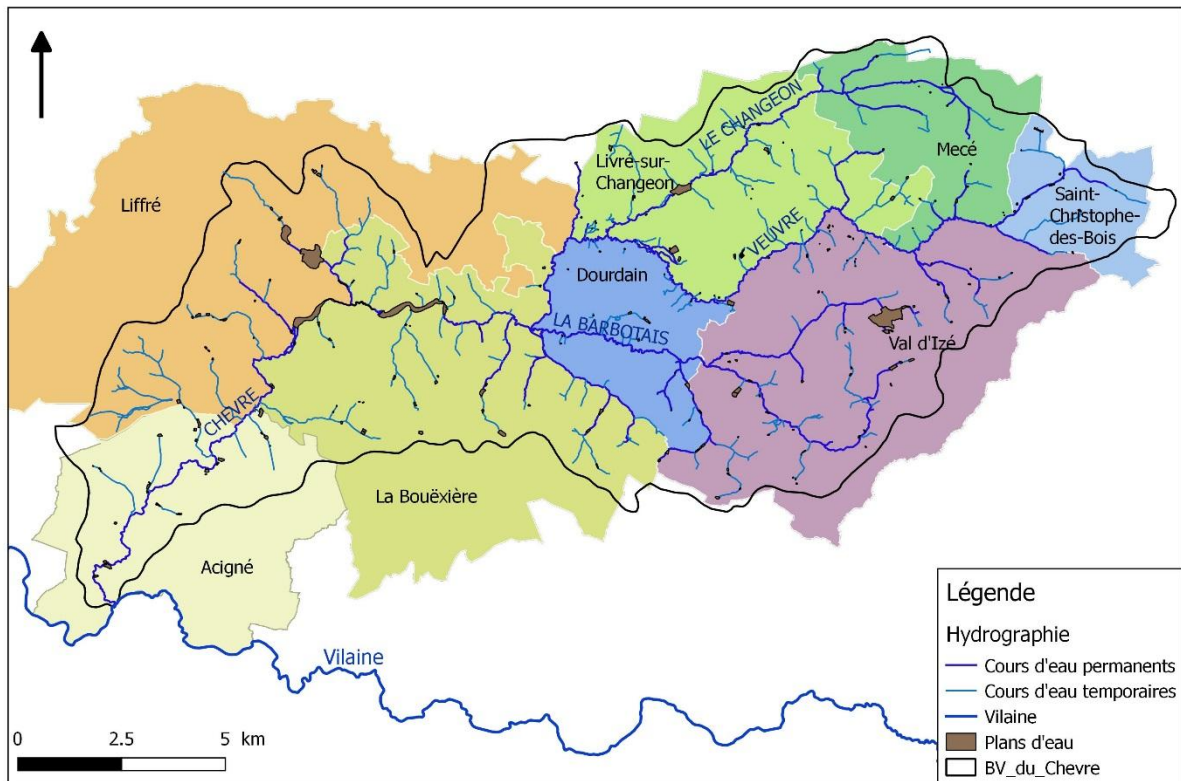 LE CHANGEON
Livré-sur-
Changeon
Mecé
Liffré
Saint-
Christophe-
des-Bois
VEUVRE
Dourdain
LA BARBOTAIS
Val d'Izé
CHEVRE
La Bouëxière
Acigné
Vilaine
0 2.5 5 km
Légende
Hydrographie
Cours d'eau permanents
Cours d'eau temporaires
Vilaine
Plans d'eau
BV_du_Chevre